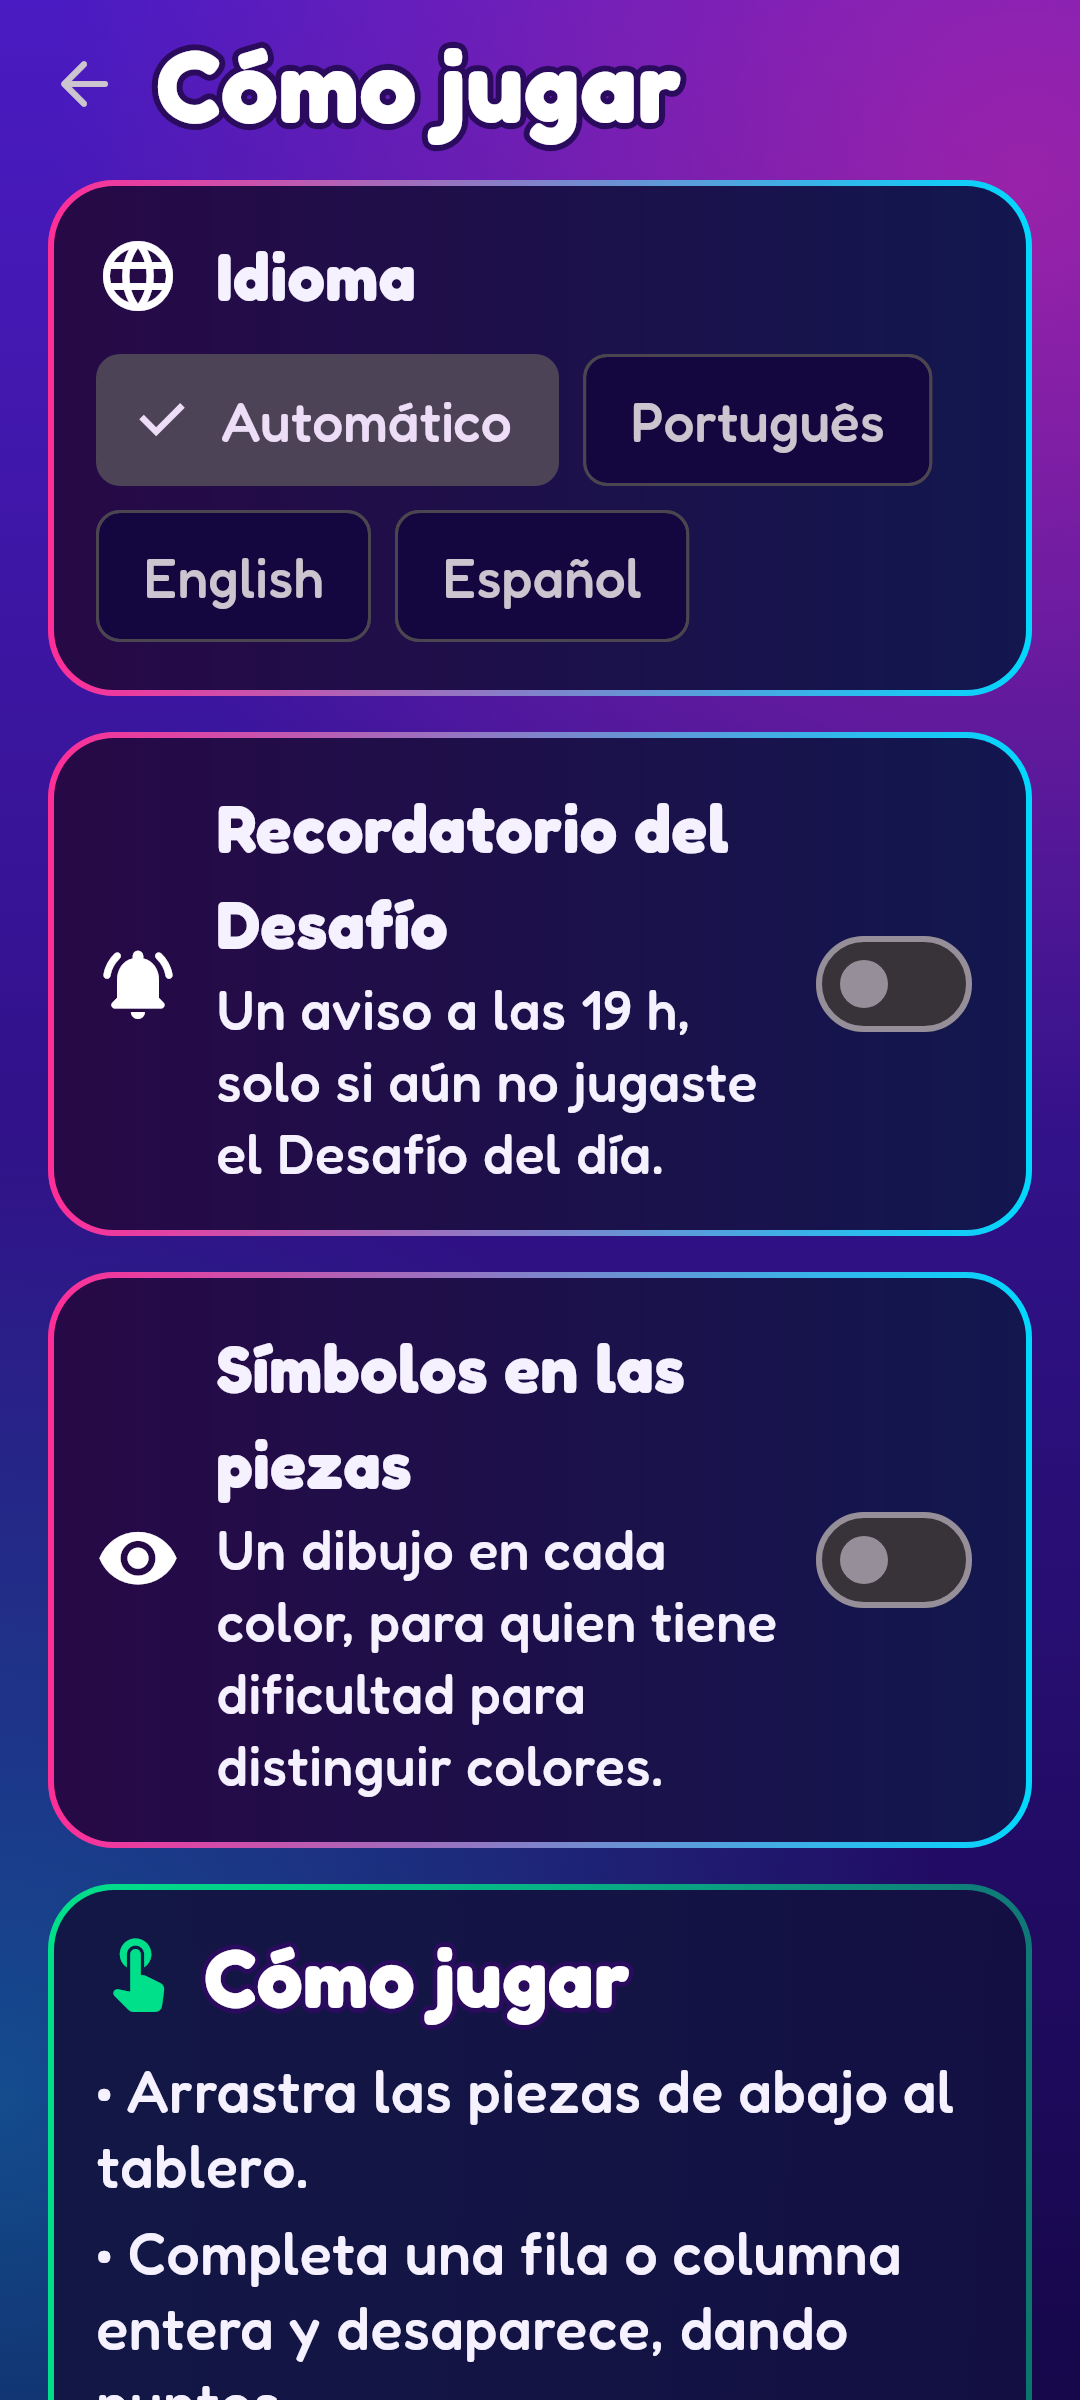 Cómo jugar
Idioma
Automático
Português
English
Español
Recordatorio del
Desafío
Un aviso a las 19 h,
solo si aún no jugaste
el Desafío del día.
Símbolos en las
piezas
Un dibujo en cada
color, para quien tiene
dificultad para
distinguir colores.
Cómo jugar
• Arrastra las piezas de abajo al
tablero.
• Completa una fila o columna
entera y desaparece, dando